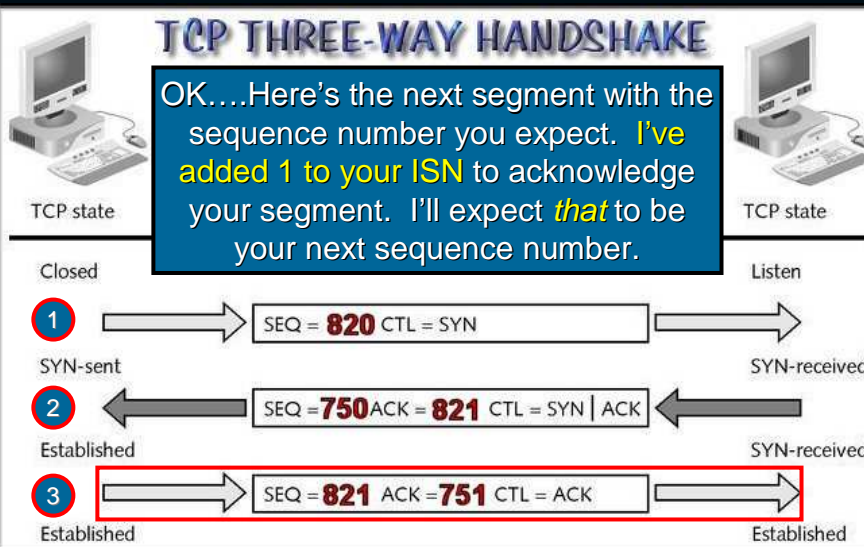 TCP THREE-WAY HANDSHAKE
OK….Here's the next segment with the
sequence number you expect. I've
added 1 to your ISN to acknowledge
your segment. I'll expect that to be
your next sequence number.
TCP state
TCP state
Closed
Listen
1
SEQ = 820 CTL = SYN
SYN-sent
SYN-received
2
SEQ =750ACK = 821 CTL = SYN | ACK
Established
SYN-received
3
SEQ = 821 ACK =751 CTL = ACK
Established
Established